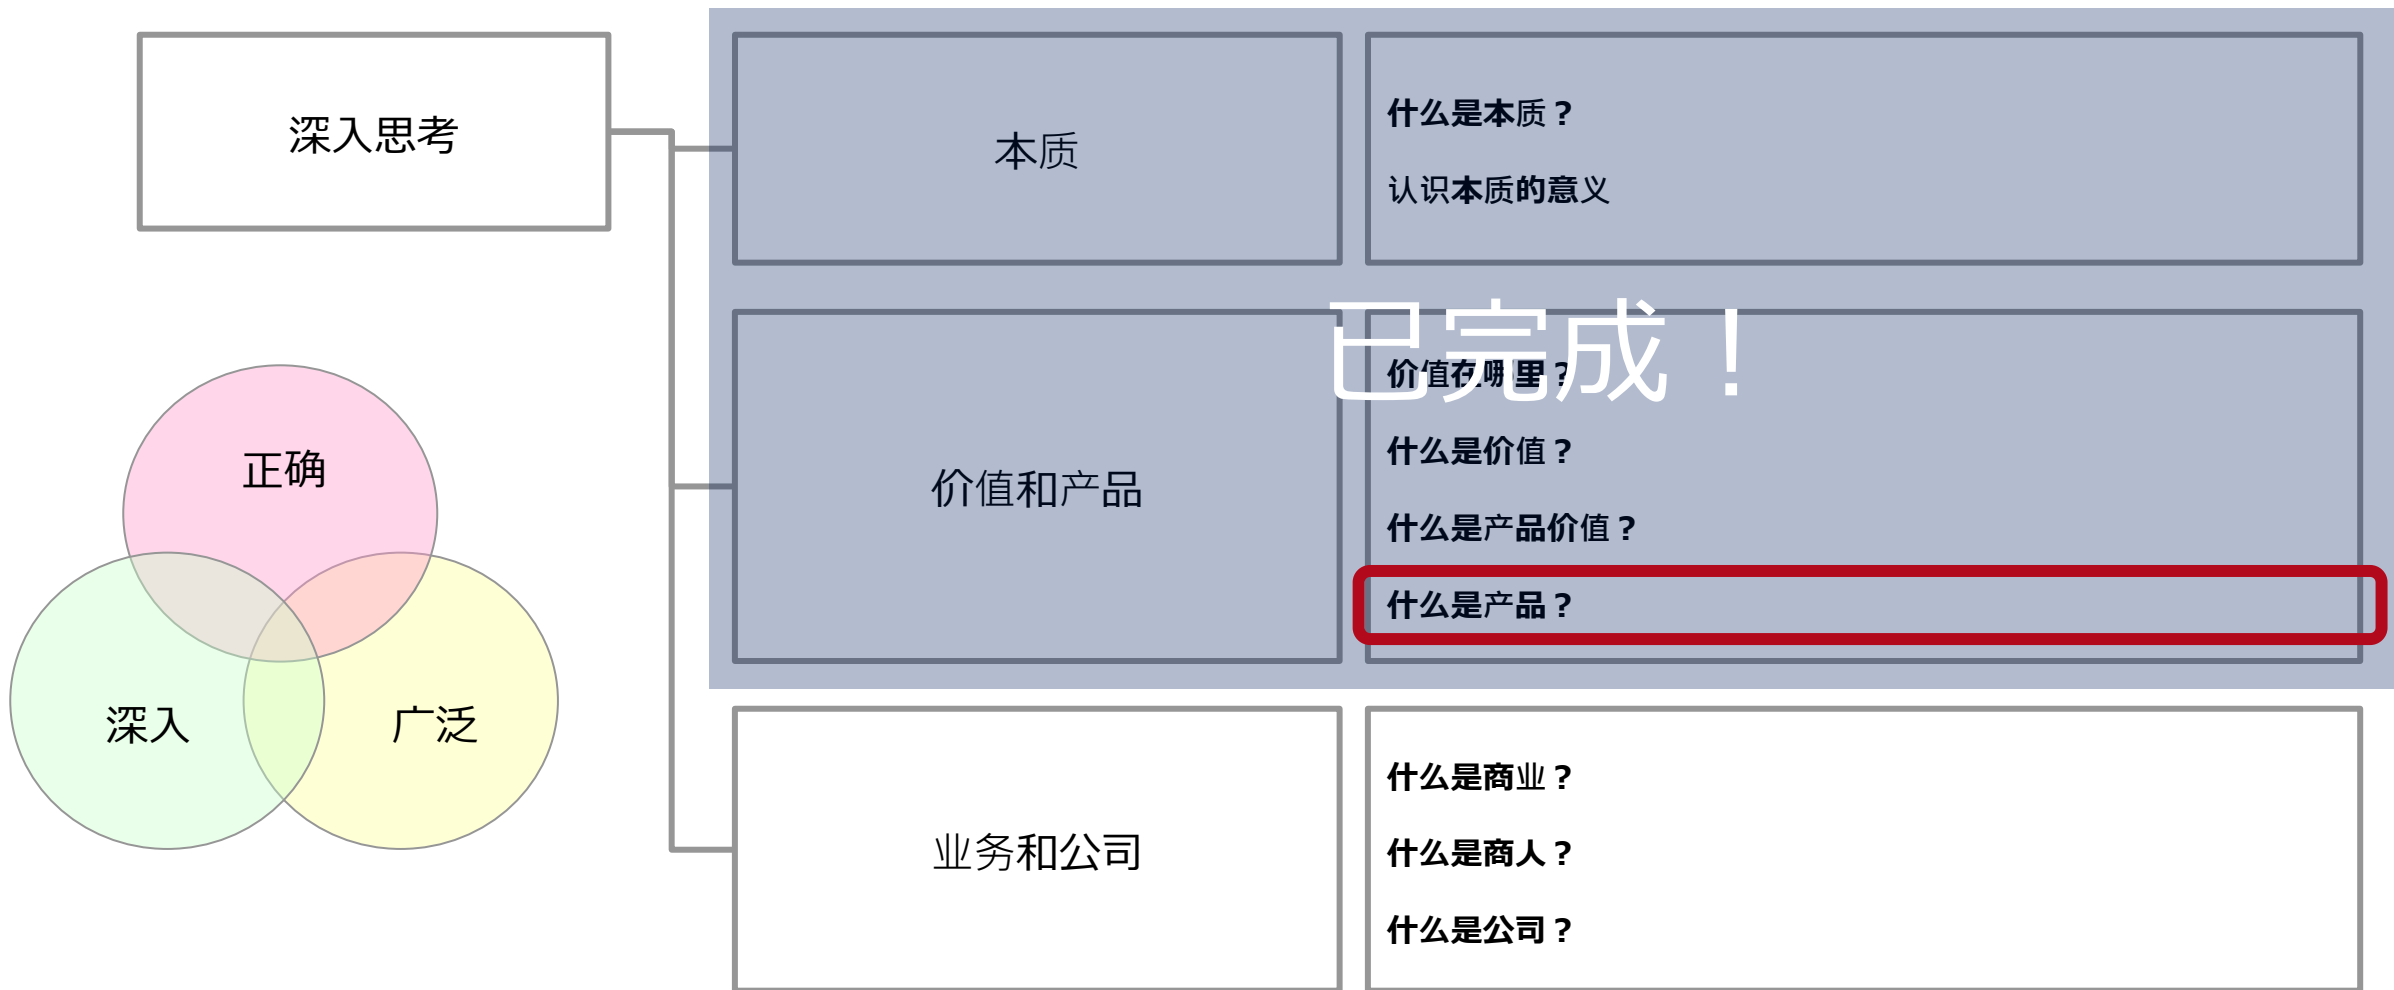 深入思考
本质
什么是本质？
认识本质的意义
已完成！
价值和产品
价值在哪里？
什么是价值？
什么是产品价值？
什么是产品？
业务和公司
什么是商业？
什么是商人？
什么是公司？
正确
深入
广泛